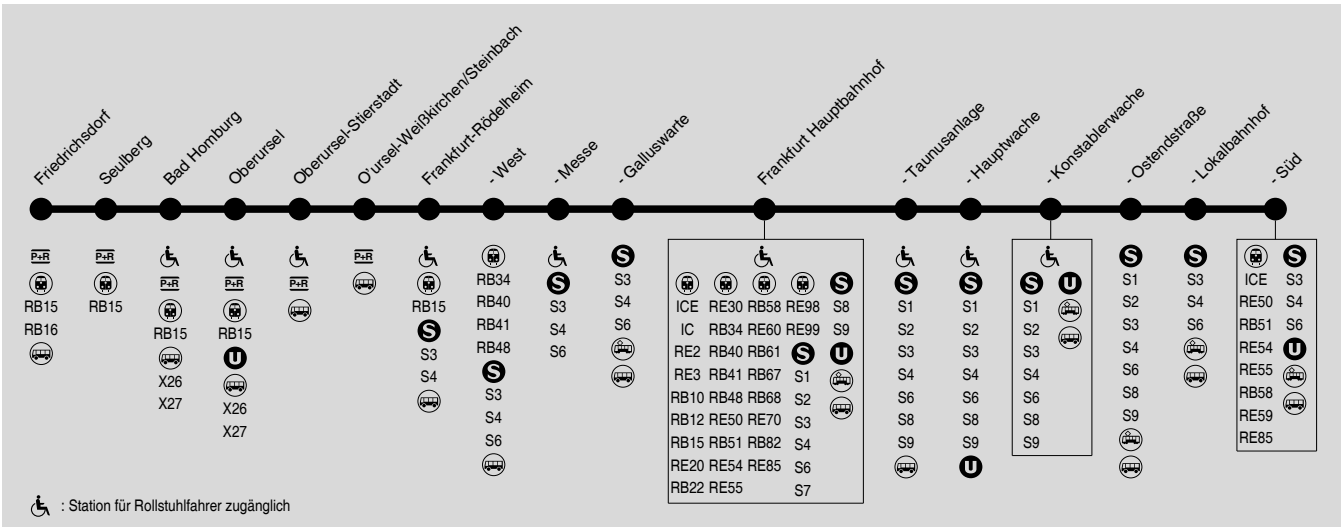 Friedrichsdorf
Seulberg
Bad Homburg
Oberursel
Oberursel-Stierstadt
O'ursel-Weißkirchen/Steinbach
Frankfurt-Rödelheim
- West
- Messe
- Galluswarte
Frankfurt Hauptbahnhof
- Taunusanlage
- Hauptwache
- Konstablerwache
- Ostendstraße
- Lokalbahnhof
- Süd
P+R
RB15
RB16
P+R
RB15
P+R
RB15
X26
X27
P+R
RB15
U
X26
X27
P+R
P+R
RB15
S
S3
S4
RB34
RB40
RB41
RB48
S
S3
S4
S6
S
S3
S4
S6
S
S3
S4
S6
ICE
IC
RE2
RE3
RB10
RB12
RB15
RE20
RB22
RE30
RB34
RB40
RB41
RB48
RE50
RB51
RE54
RE55
RB58
RE60
RB61
RB67
RB68
RE70
RB82
RE85
RE98
RE99
S
S1
S2
S3
S4
S6
S7
S
S8
S9
U
S
S1
S2
S3
S4
S6
S8
S9
S
S1
S2
S3
S4
S6
S8
S9
U
S
S1
S2
S3
S4
S6
S8
S9
U
S
S1
S2
S3
S4
S6
S8
S9
S
S3
S4
S6
ICE
RE50
RB51
RE54
RE55
RB58
RE59
RE85
S
S3
S4
S6
U
: Station für Rollstuhlfahrer zugänglich